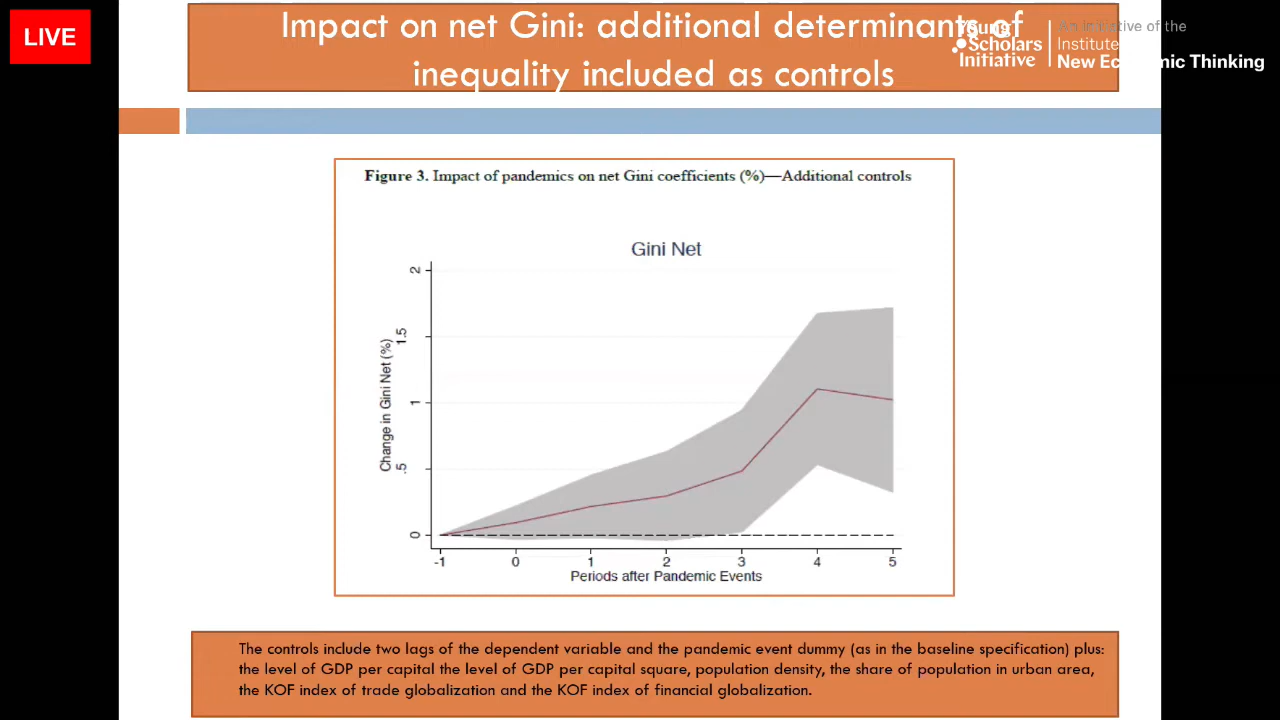 LIVE
Impact on net Gini: additional determinants of
inequality included as controls
Young
Scholars
Initiative
An initiative of the
Institute
New Economic Thinking
Figure 3. Impact of pandemics on net Gini coefficients (%)—Additional controls
Gini Net
Change in Gini Net (%)
2
1.5
1
.5
0
-1 0 1 2 3 4 5
Periods after Pandemic Events
The controls include two lags of the dependent variable and the pandemic event dummy (as in the baseline specification) plus:
the level of GDP per capital the level of GDP per capital square, population density, the share of population in urban area,
the KOF index of trade globalization and the KOF index of financial globalization.